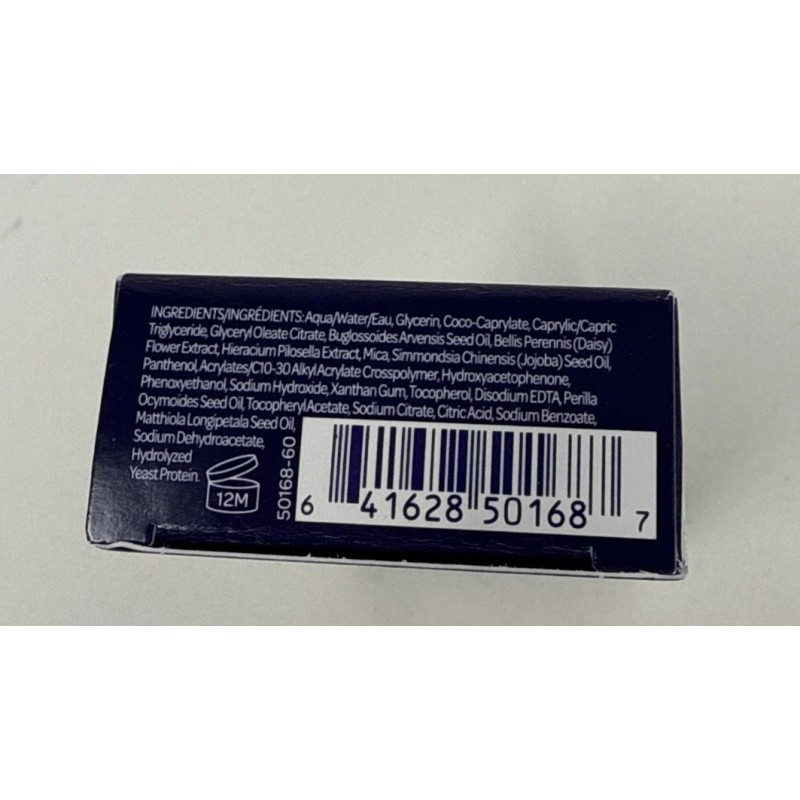 INGREDIENTS/INGRÉDIENTS: Aqua/Water/Eau, Glycerin, Coco-Caprylate, Caprylic/Capric
Triglyceride, Glyceryl Oleate Citrate, Buglossoides Arvensis Seed Oil, Bellis Perennis (Daisy)
Flower Extract, Hieracium Pilosella Extract, Mica, Simmondsia Chinensis (Jojoba) Seed Oil,
Panthenol, Acrylates/C10-30 Alkyl Acrylate Crosspolymer, Hydroxyacetophenone,
Phenoxyethanol, Sodium Hydroxide, Xanthan Gum, Tocopherol, Disodium EDTA, Perilla
Ocymoides Seed Oil, Tocopheryl Acetate, Sodium Citrate, Citric Acid, Sodium Benzoate,
Matthiola Longipetala Seed Oil,
Sodium Dehydroacetate,
Hydrolyzed
Yeast Protein.
12M
50168-60
6 41628 50168 7